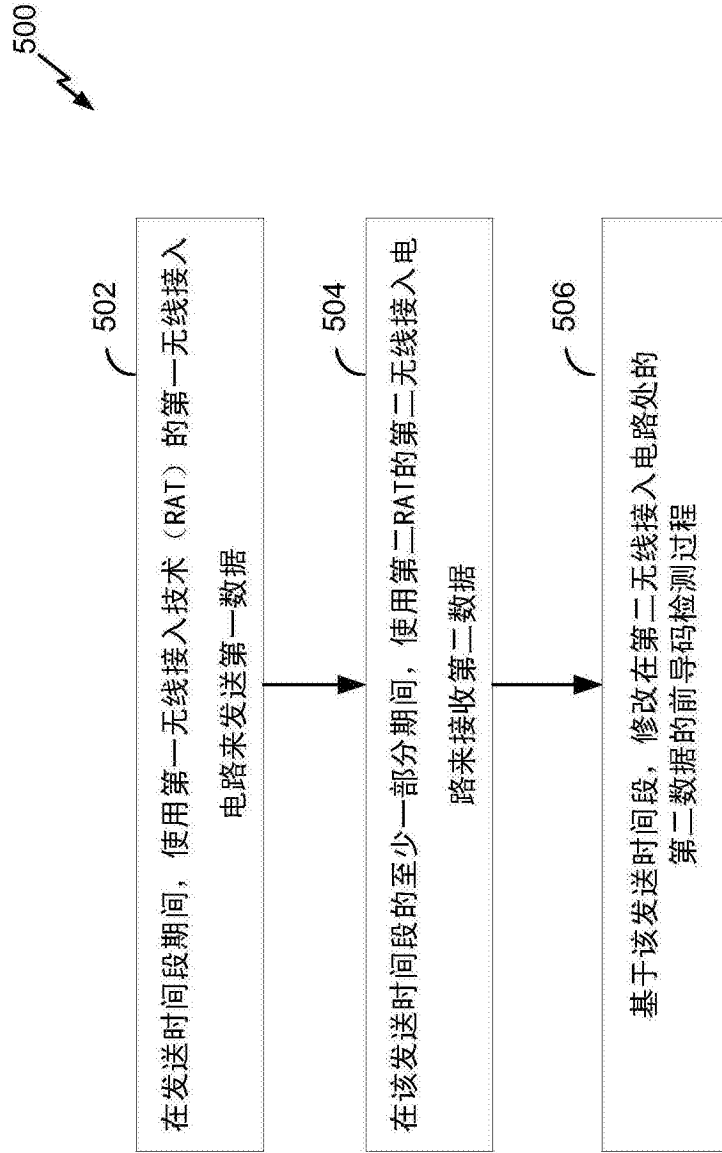 500
502
在发送时间段期间，使用第一无线接入技术（RAT）的第一无线接入
电路来发送第一数据
504
在该发送时间段的至少一部分期间，使用第二RAT的第二无线接入电
路来接收第二数据
506
基于该发送时间段，修改在第二无线接入电路处的
第二数据的前导码检测过程